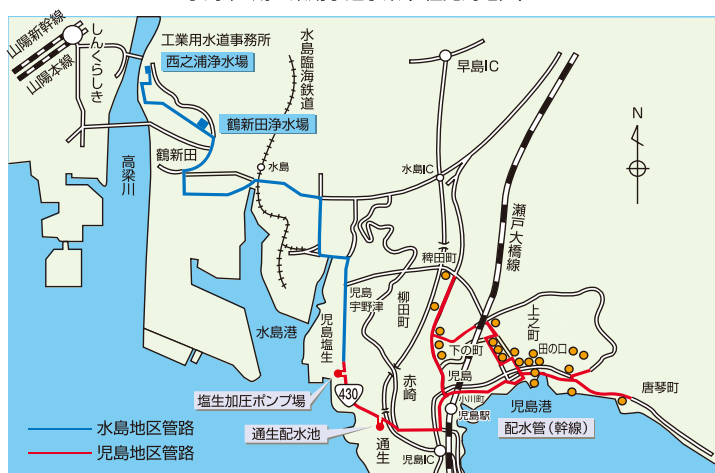 山陽新幹線
山陽本線
しんくらしき
工業用水道事務所
西之浦浄水場
鶴新田浄水場
水島臨海鉄道
早島IC
N
鶴新田
水島
水島IC
高梁川
瀬戸大橋線
稗田町
児島
宇野津
柳田町
上之町
水島港
児島塩生
下の町
田の口
児島
赤崎
唐琴町
塩生加圧ポンプ場
430
小川町
児島駅
児島港
配水管(幹線)
通生配水池
通生
児島IC
水島地区管路
児島地区管路